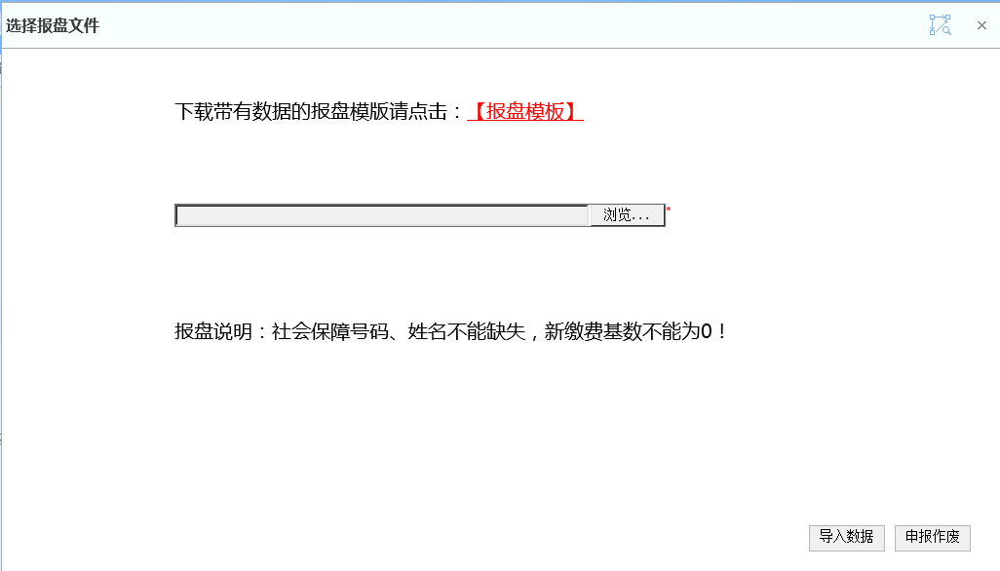 选择报盘文件
下载带有数据的报盘模版请点击：【报盘模板】
浏览... *
报盘说明：社会保障号码、姓名不能缺失，新缴费基数不能为0！
导入数据 申报作废